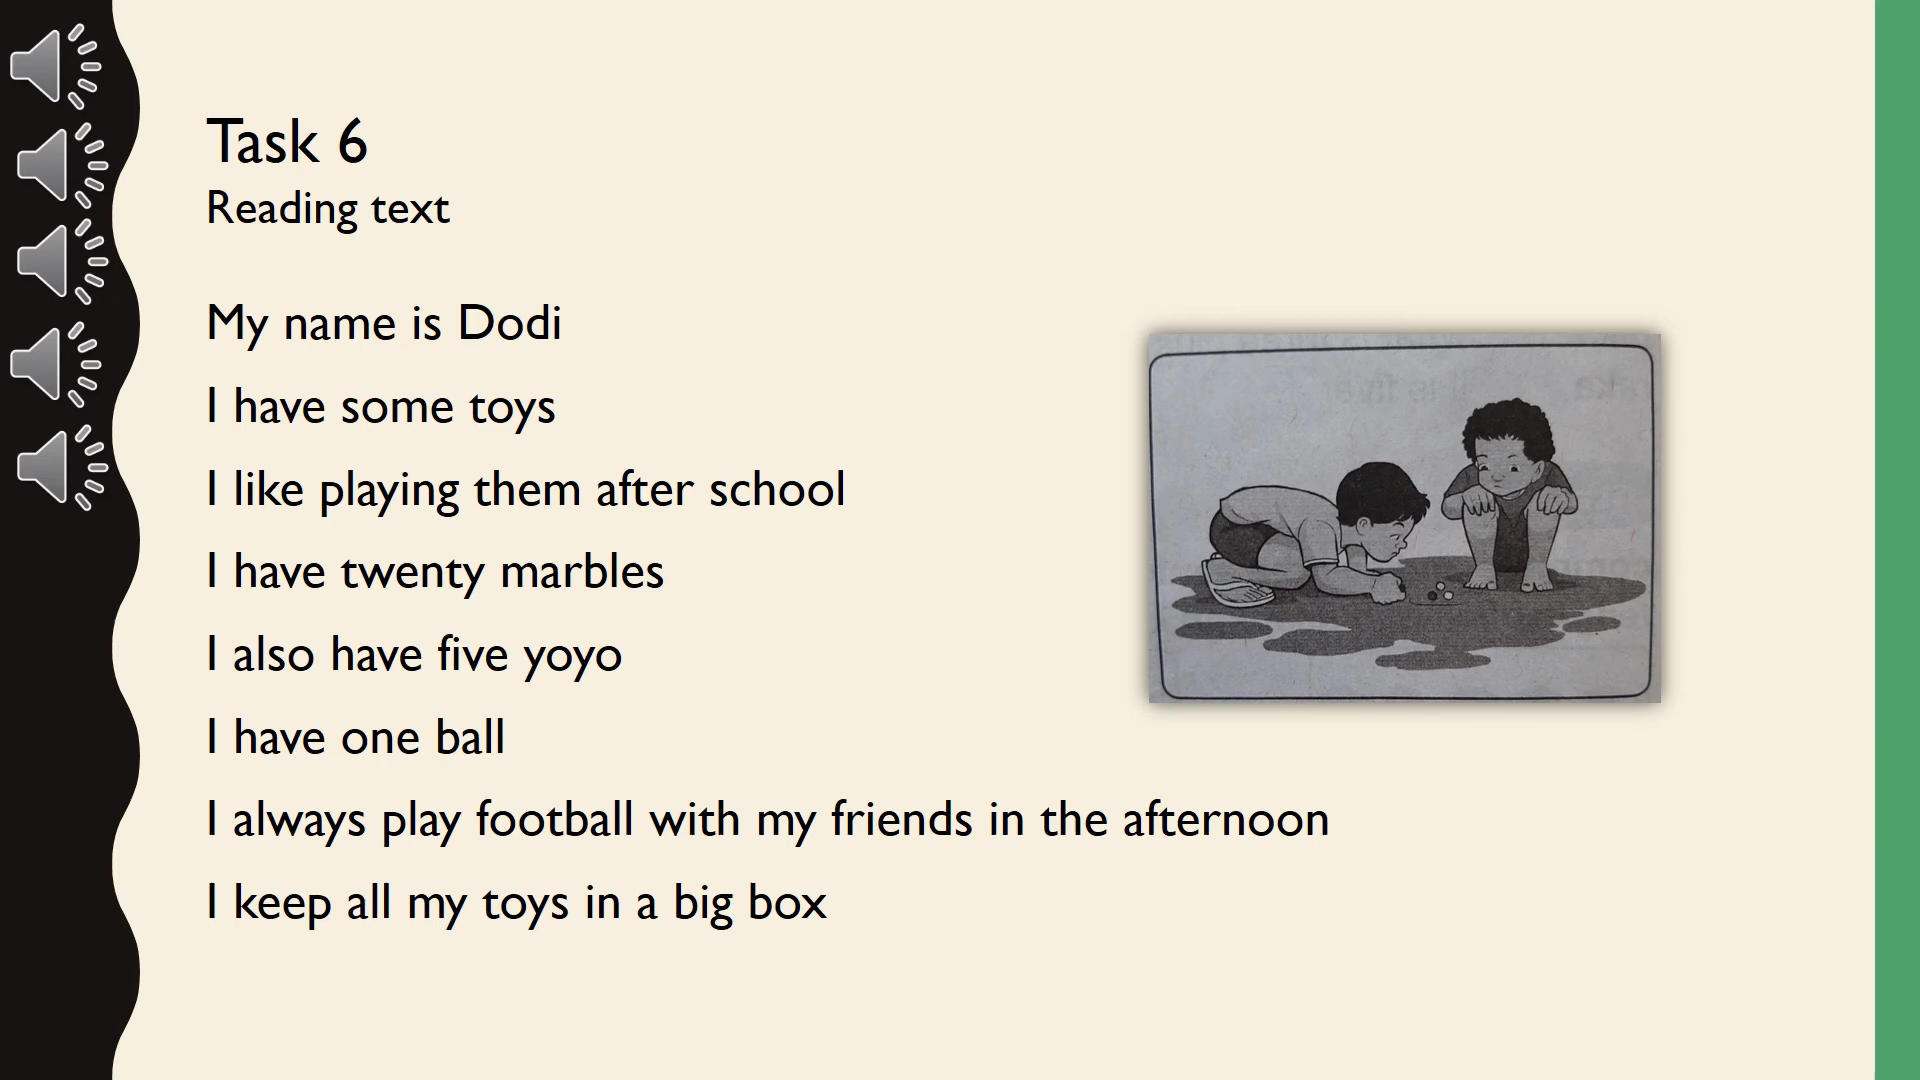 Task 6
Reading text
My name is Dodi
I have some toys
I like playing them after school
I have twenty marbles
I also have five yoyo
I have one ball
I always play football with my friends in the afternoon
I keep all my toys in a big box